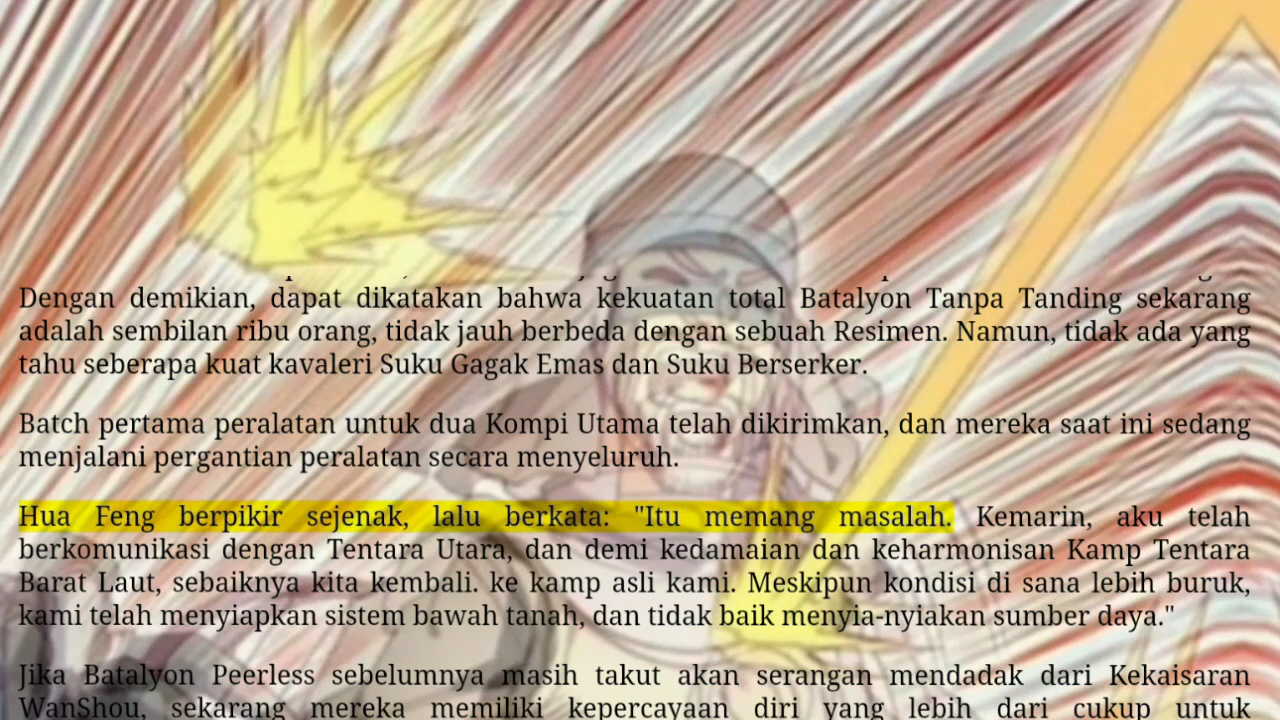 Dengan demikian, dapat dikatakan bahwa kekuatan total Batalyon Tanpa Tanding sekarang
adalah sembilan ribu orang, tidak jauh berbeda dengan sebuah Resimen. Namun, tidak ada yang
tahu seberapa kuat kavaleri Suku Gagak Emas dan Suku Berserker.
Batch pertama peralatan untuk dua Kompi Utama telah dikirimkan, dan mereka saat ini sedang
menjalani pergantian peralatan secara menyeluruh.
Hua Feng berpikir sejenak, lalu berkata: "Itu memang masalah. Kemarin, aku telah
berkomunikasi dengan Tentara Utara, dan demi kedamaian dan keharmonisan Kamp Tentara
Barat Laut, sebaiknya kita kembali. ke kamp asli kami. Meskipun kondisi di sana lebih buruk,
kami telah menyiapkan sistem bawah tanah, dan tidak baik menyia-nyiakan sumber daya."
Jika Batalyon Peerless sebelumnya masih takut akan serangan mendadak dari Kekaisaran
WanShou, sekarang mereka memiliki kepercayaan diri yang lebih dari cukup untuk